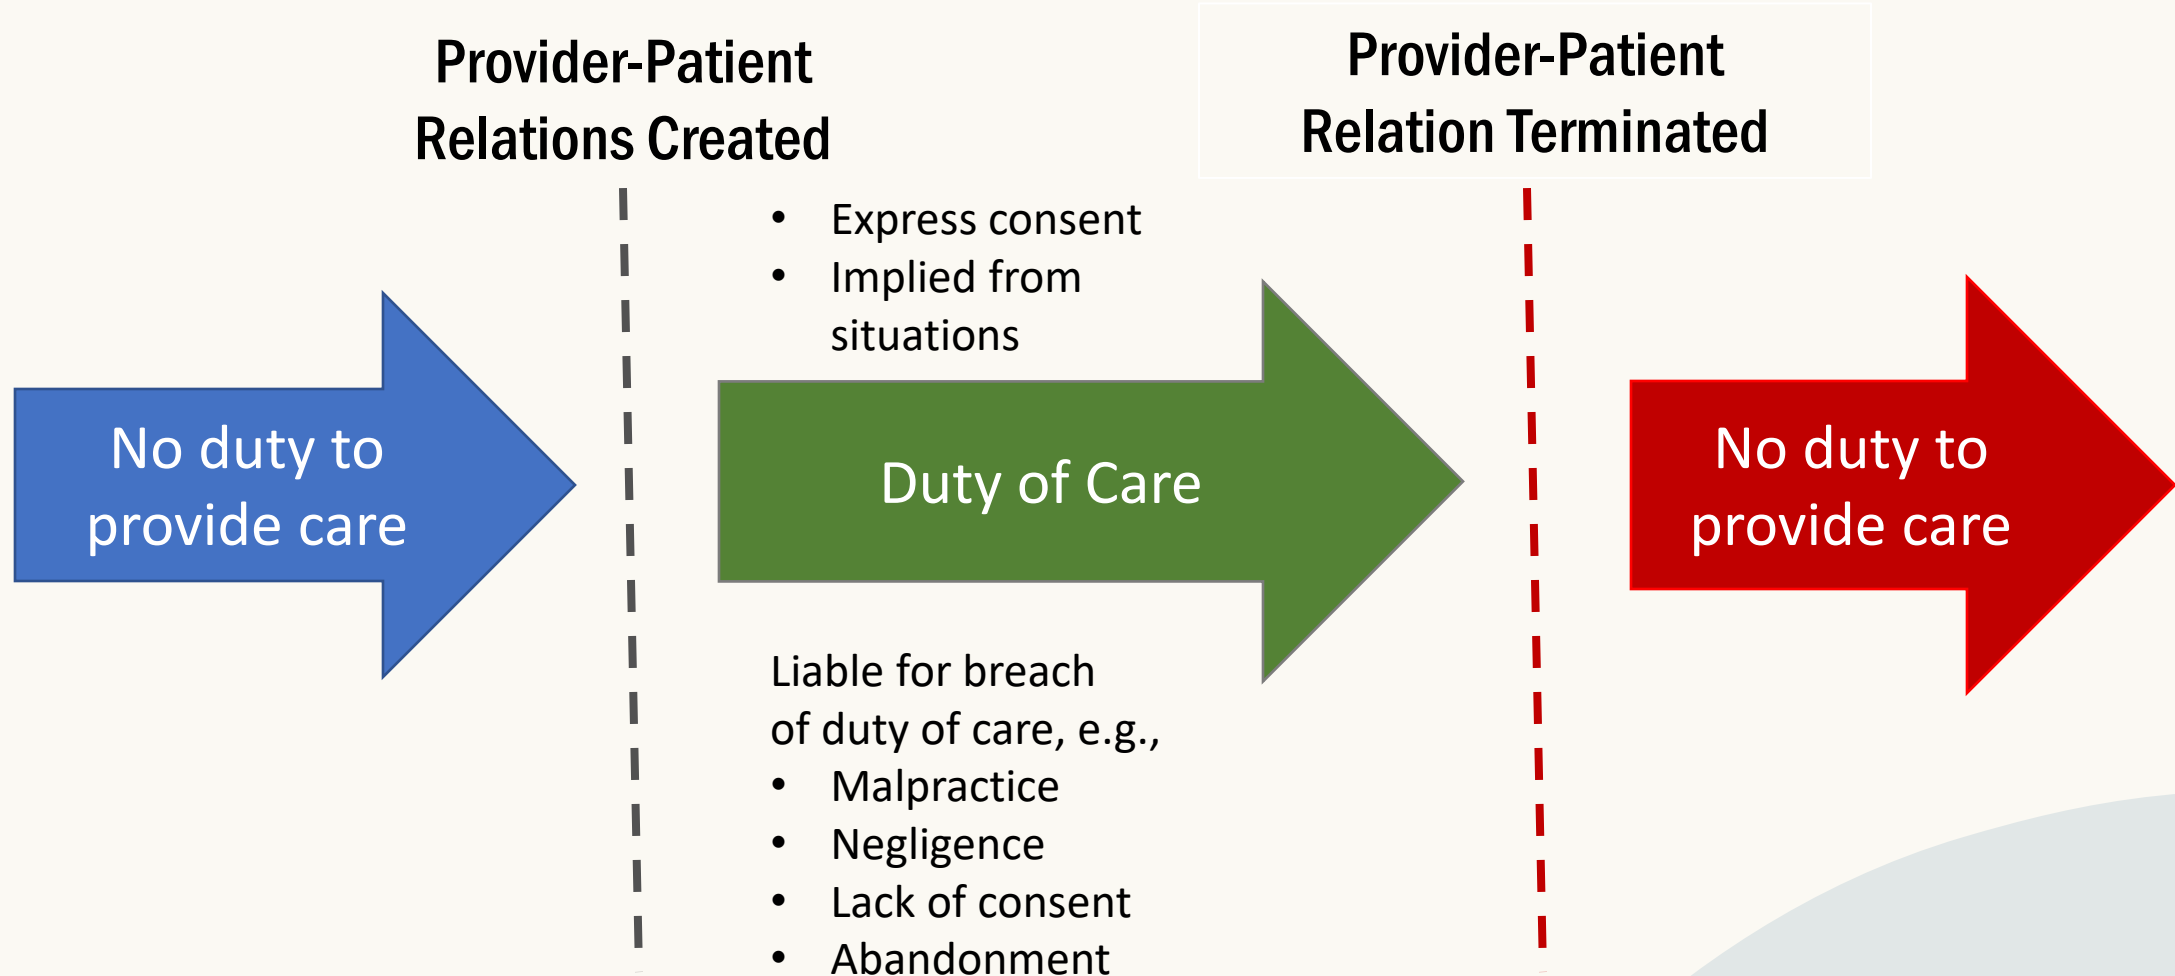 Provider-Patient
Relations Created
Provider-Patient
Relation Terminated
• Express consent
• Implied from
situations
No duty to
provide care
Duty of Care
No duty to
provide care
Liable for breach
of duty of care, e.g.,
• Malpractice
• Negligence
• Lack of consent
• Abandonment